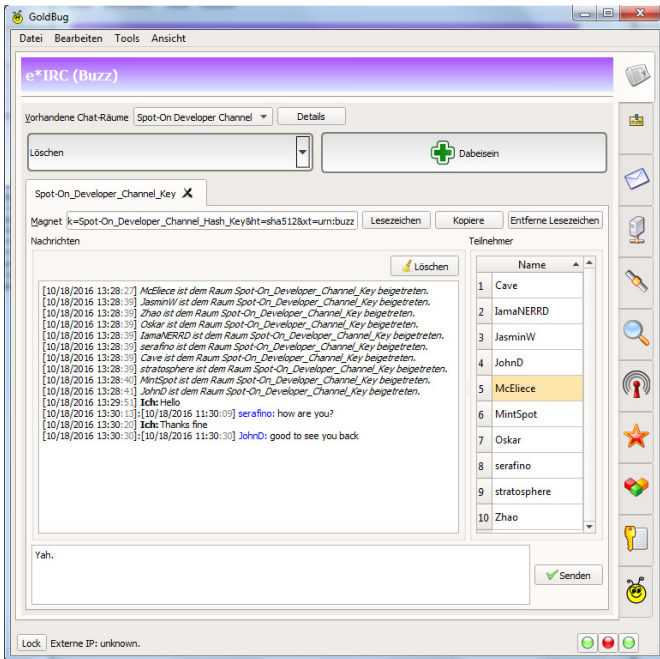 GoldBug
Datei Bearbeiten Tools Ansicht
e*IRC (Buzz)
Vorhandene Chat-Räume Spot-On Developer Channel Details
Löschen Dabeisein
Spot-On_Developer_Channel_Key X
Magnet k=Spot-On_Developer_Channel_Hash_Key&ht=sha512&xt=urn:buzz Lesezeichen Kopiere Entferne Lesezeichen
Nachrichten Teilnehmer
Löschen
[10/18/2016 13:28:27] McEliece ist dem Raum Spot-On_Developer_Channel_Key beigetreten.
[10/18/2016 13:28:39] JasminW ist dem Raum Spot-On_Developer_Channel_Key beigetreten.
[10/18/2016 13:28:39] Zhao ist dem Raum Spot-On_Developer_Channel_Key beigetreten.
[10/18/2016 13:28:39] Oskar ist dem Raum Spot-On_Developer_Channel_Key beigetreten.
[10/18/2016 13:28:39] IamaNERRD ist dem Raum Spot-On_Developer_Channel_Key beigetreten.
[10/18/2016 13:28:39] serafino ist dem Raum Spot-On_Developer_Channel_Key beigetreten.
[10/18/2016 13:28:39] Cave ist dem Raum Spot-On_Developer_Channel_Key beigetreten.
[10/18/2016 13:28:39] stratosphere ist dem Raum Spot-On_Developer_Channel_Key beigetreten.
[10/18/2016 13:28:40] MintSpot ist dem Raum Spot-On_Developer_Channel_Key beigetreten.
[10/18/2016 13:28:41] JohnD ist dem Raum Spot-On_Developer_Channel_Key beigetreten.
[10/18/2016 13:29:51] Ich: Hello
[10/18/2016 13:30:13]:[10/18/2016 11:30:09] serafino: how are you?
[10/18/2016 13:30:20] Ich: Thanks fine
[10/18/2016 13:30:30]:[10/18/2016 11:30:30] JohnD: good to see you back
Name
1 Cave
2 IamaNERRD
3 JasminW
4 JohnD
5 McEliece
6 MintSpot
7 Oskar
8 serafino
9 stratosphere
10 Zhao
Yah.
Senden
Lock Externe IP: unknown.